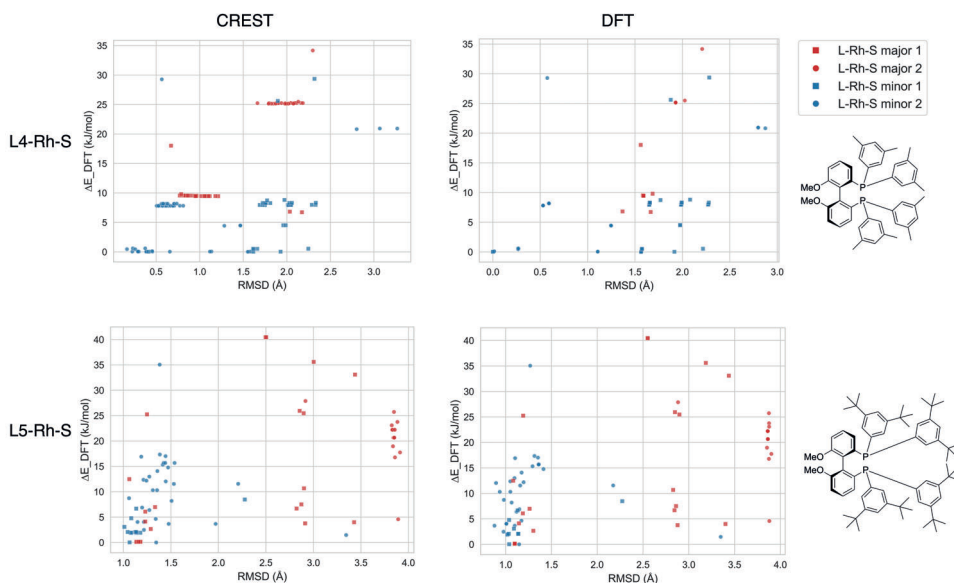 CREST
DFT
L-Rh-S major 1
L-Rh-S major 2
L-Rh-S minor 1
L-Rh-S minor 2
L4-Rh-S
ΔE_DFT (kJ/mol)
35
30
25
20
15
10
5
0
0.5 1.0 1.5 2.0 2.5 3.0
RMSD (Å)
ΔE_DFT (kJ/mol)
35
30
25
20
15
10
5
0
0.0 0.5 1.0 1.5 2.0 2.5 3.0
RMSD (Å)
MeO
MeO
P
P
L5-Rh-S
ΔE_DFT (kJ/mol)
40
35
30
25
20
15
10
5
0
1.0 1.5 2.0 2.5 3.0 3.5 4.0
RMSD (Å)
ΔE_DFT (kJ/mol)
40
35
30
25
20
15
10
5
0
1.0 1.5 2.0 2.5 3.0 3.5 4.0
RMSD (Å)
MeO
MeO
P
P